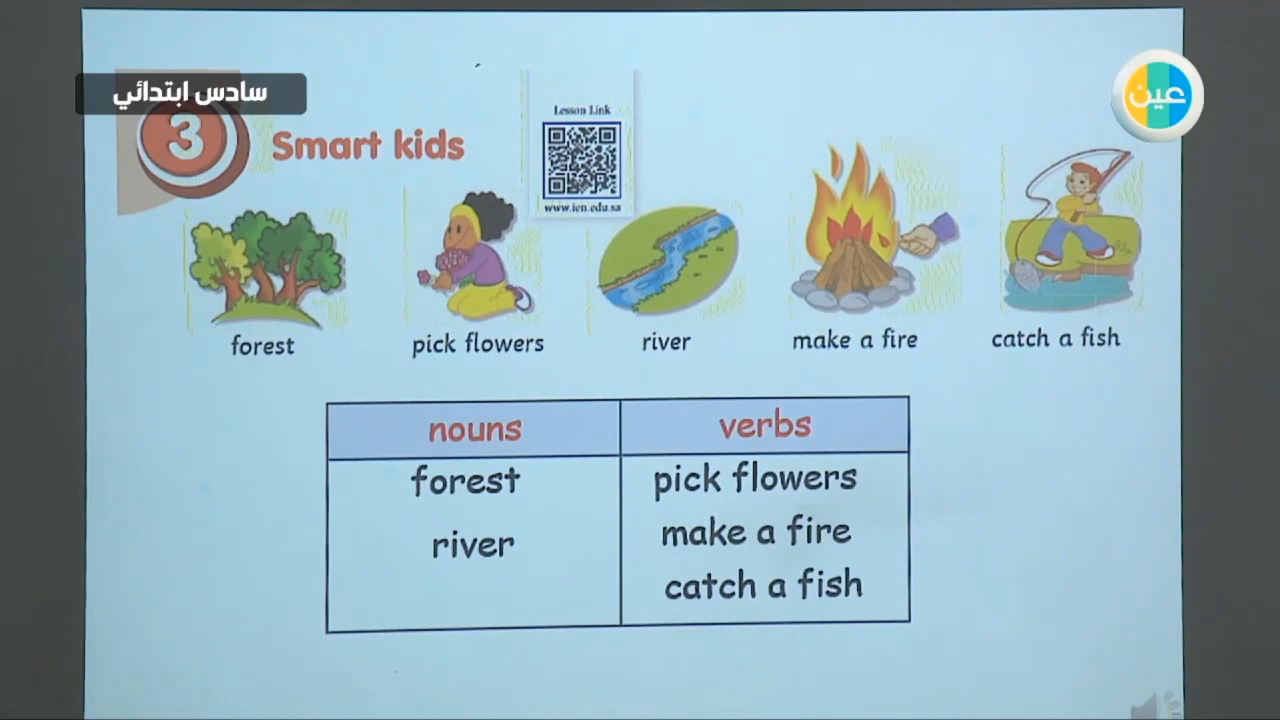 سادس ابتدائي
عين
3
Smart kids
Lesson Link
www.ien.edu.sa
forest
pick flowers
river
make a fire
catch a fish
nouns
verbs
forest
pick flowers
river
make a fire
catch a fish